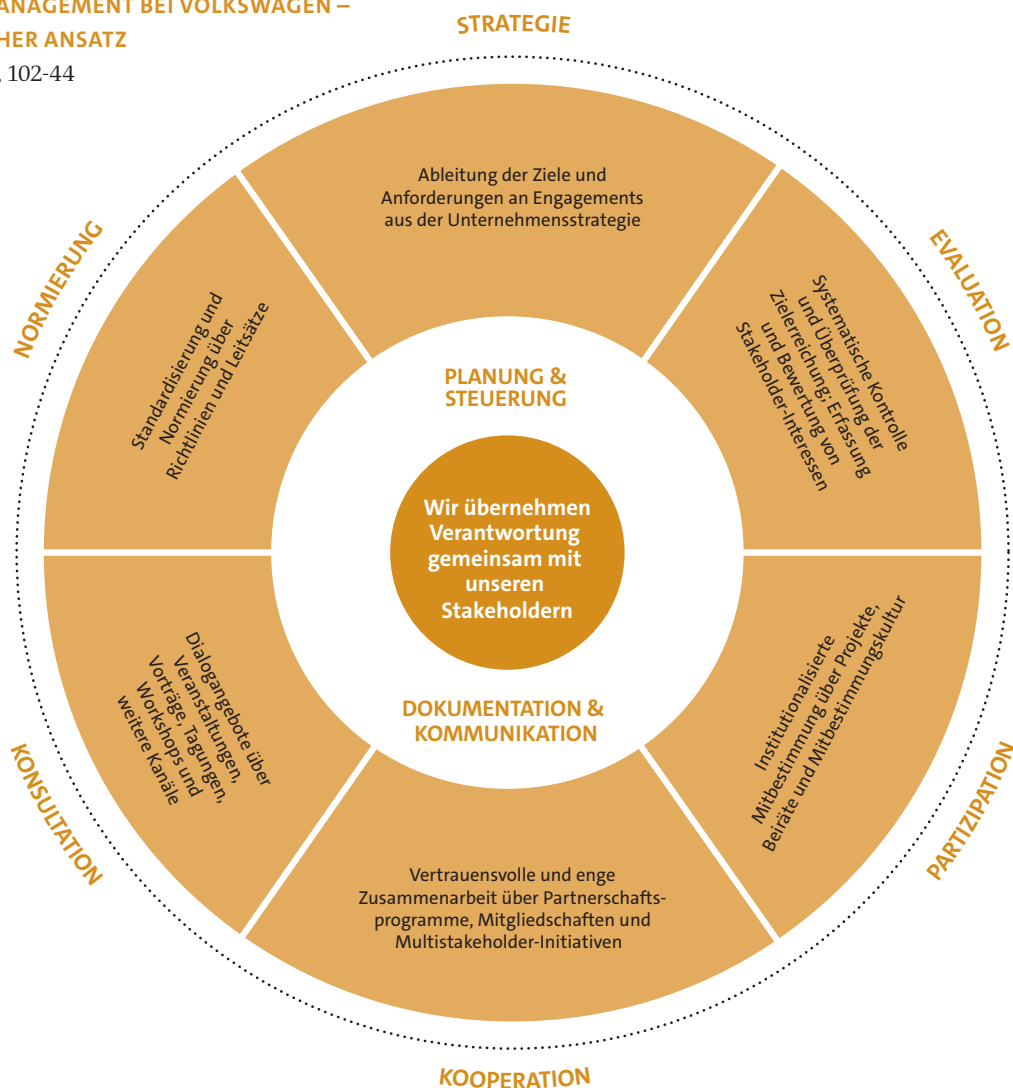 ANAGEMENT BEI VOLKSWAGEN –
HER ANSATZ
, 102-44
STRATEGIE
Ableitung der Ziele und
Anforderungen an Engagements
aus der Unternehmensstrategie
EVALUATION
Systematische Kontrolle
und Überprüfung der
Zielerreichung; Erfassung
und Bewertung von
Stakeholder-Interessen
PARTIZIPATION
Institutionalisierte
Mitbestimmung über Projekte,
Beiräte und Mitbestimmungskultur
KOOPERATION
Vertrauensvolle und enge
Zusammenarbeit über Partnerschafts-
programme, Mitgliedschaften und
Multistakeholder-Initiativen
KONSULTATION
Dialogangebote über
Veranstaltungen,
Vorträge, Tagungen,
Workshops und
weitere Kanäle
NORMIERUNG
Standardisierung und
Normierung über
Richtlinien und Leitsätze
PLANUNG &
STEUERUNG
Wir übernehmen
Verantwortung
gemeinsam mit
unseren
Stakeholdern
DOKUMENTATION &
KOMMUNIKATION